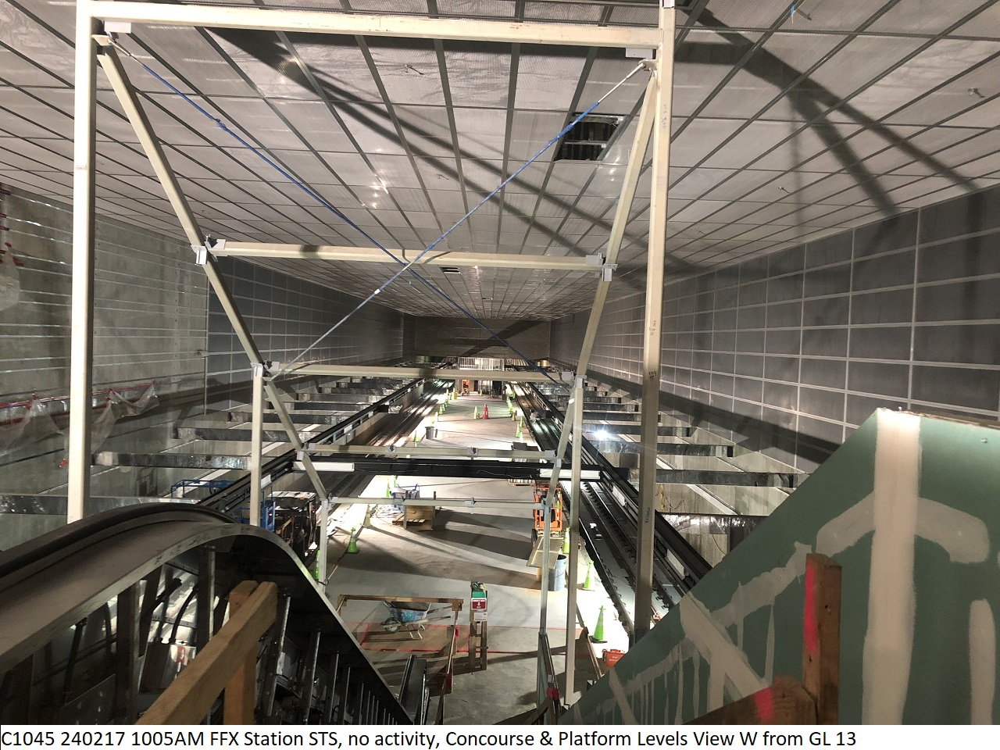 C1045 240217 1005AM FFX Station STS, no activity, Concourse & Platform Levels View W from GL 13